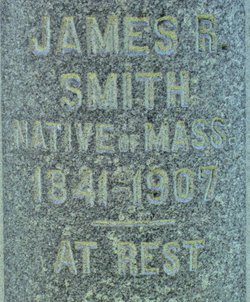 JAMES R.
SMITH
NATIVE OF MASS.
1841-1907
AT REST